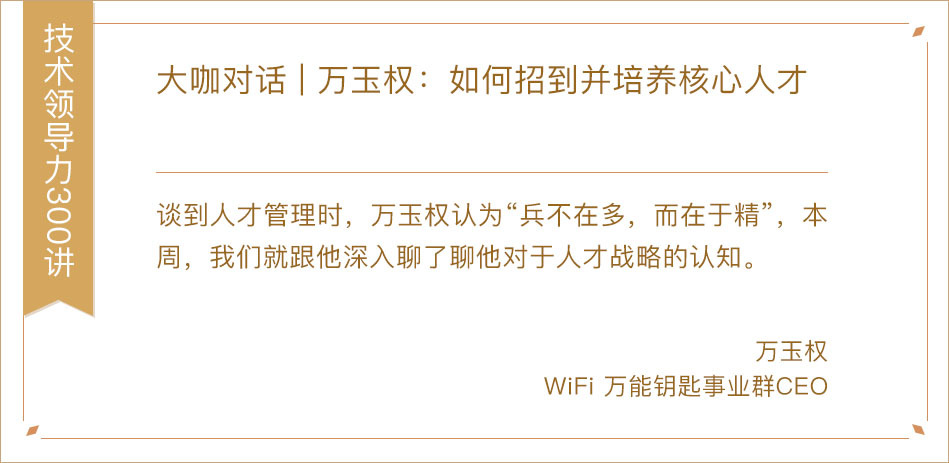 技术领导力300讲
大咖对话 | 万玉权：如何招到并培养核心人才
谈到人才管理时，万玉权认为“兵不在多，而在于精”，本
周，我们就跟他深入聊了聊他对于人才战略的认知。
万玉权
WiFi 万能钥匙事业群CEO